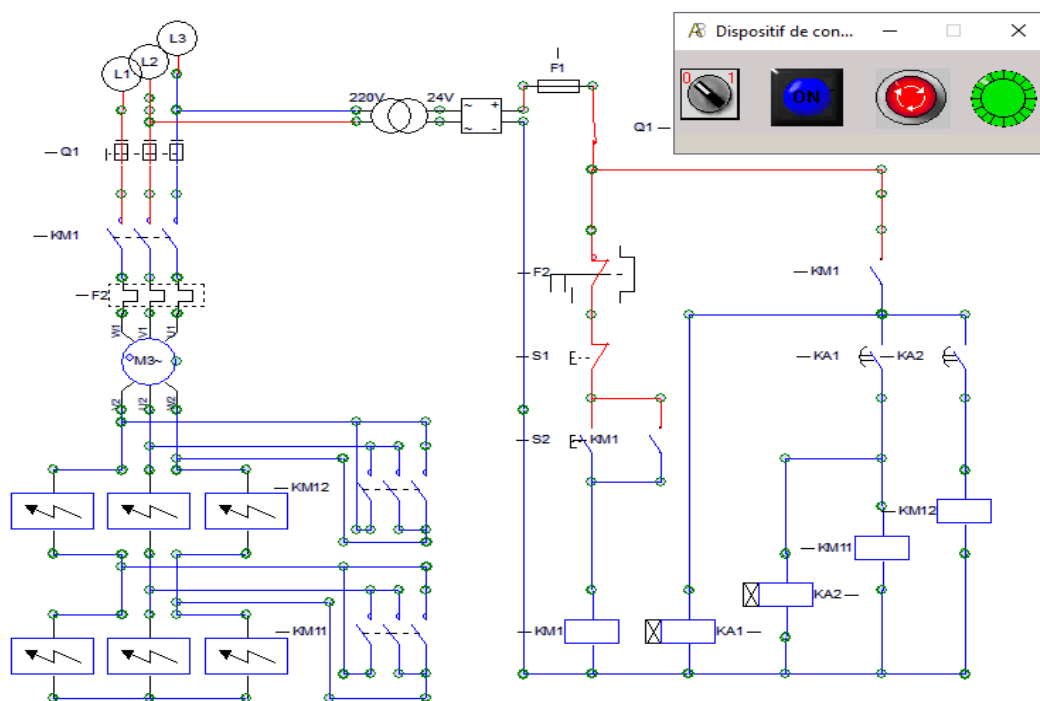 Dispositif de con...
0 1
ON
L1
L2
L3
220V
24V
~ +
~ -
F1
Q1
Q1
KM1
F2
W1
V1
U1
M3~
V2
U2
W2
KM12
KM11
F2
S1
S2
KM1
KM1
KM1
KA1
KA2
KM12
KM11
KA2
KA1